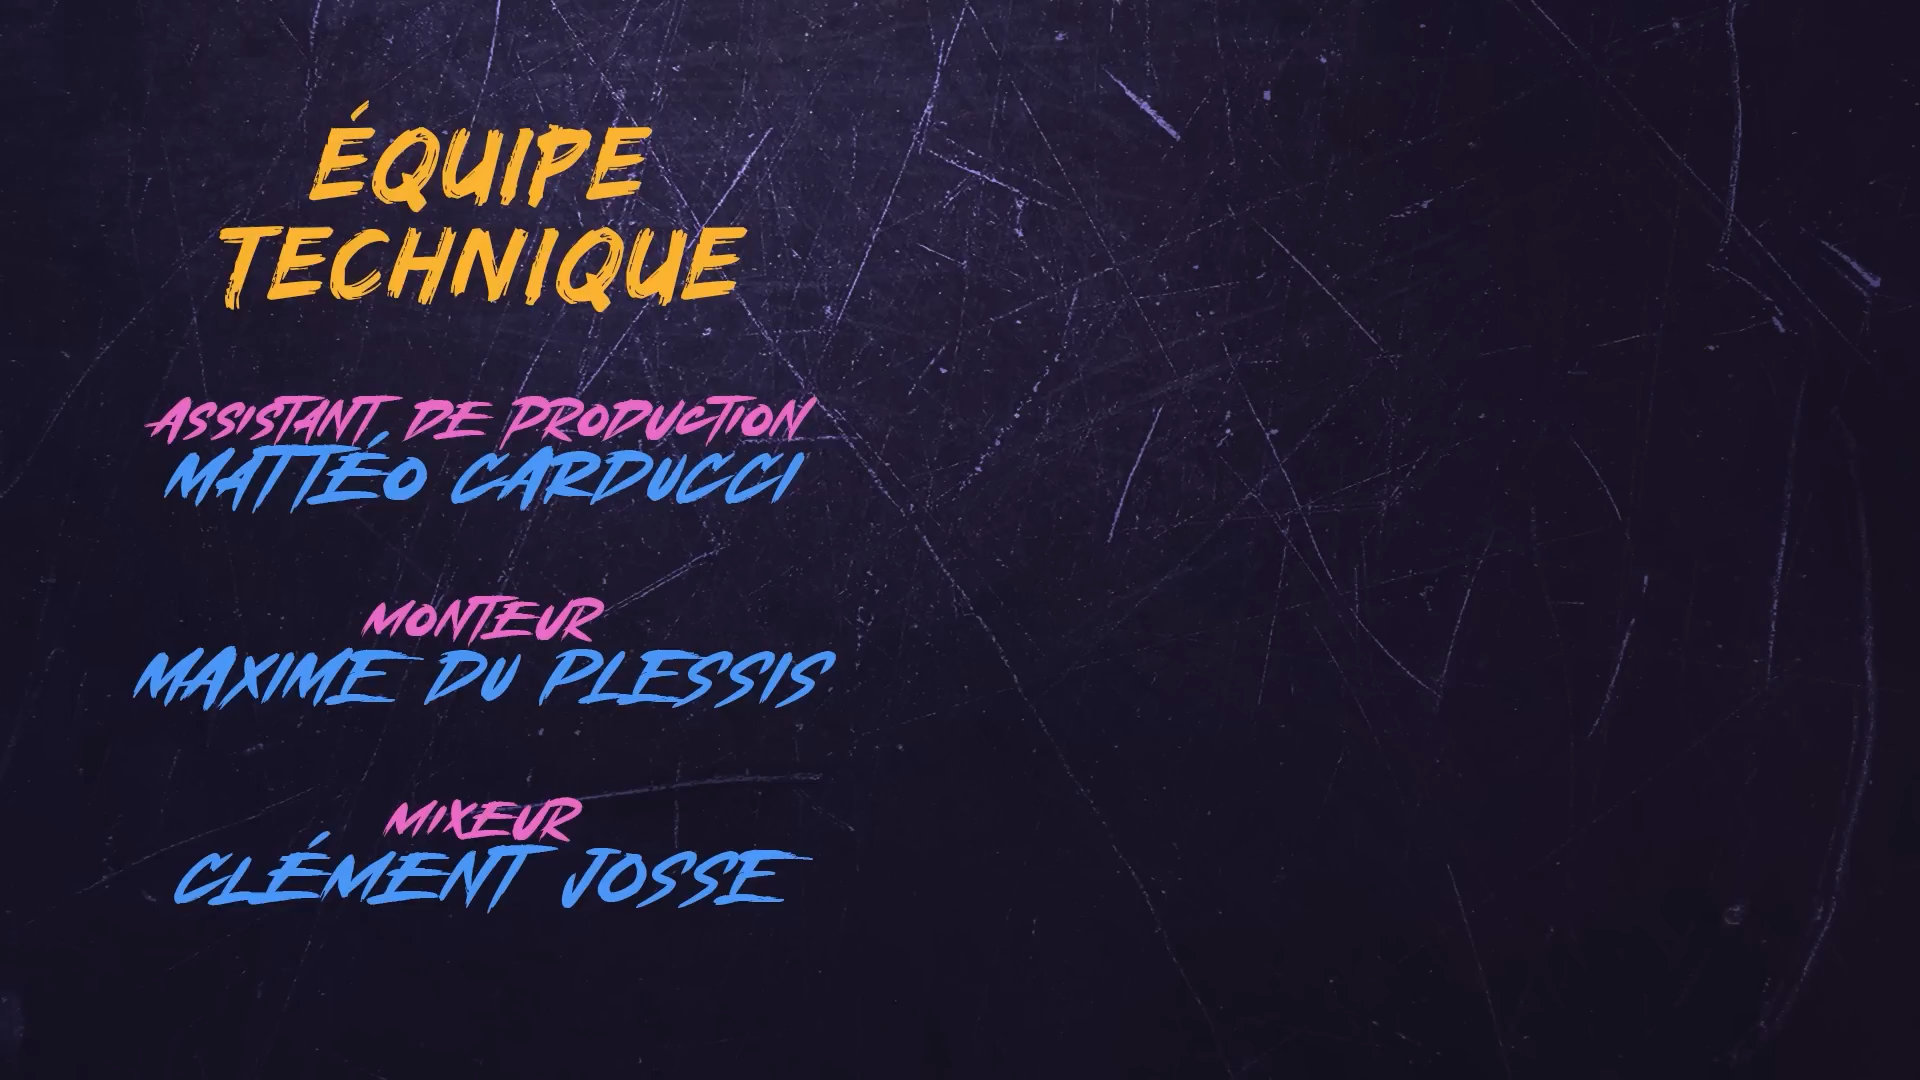 ÉQUIPE
TECHNIQUE
ASSISTANT DE PRODUCTION
MATTÉO CARDUCCI
MONTEUR
MAXIME DU PLESSIS
MIXEUR
CLÉMENT JOSSE